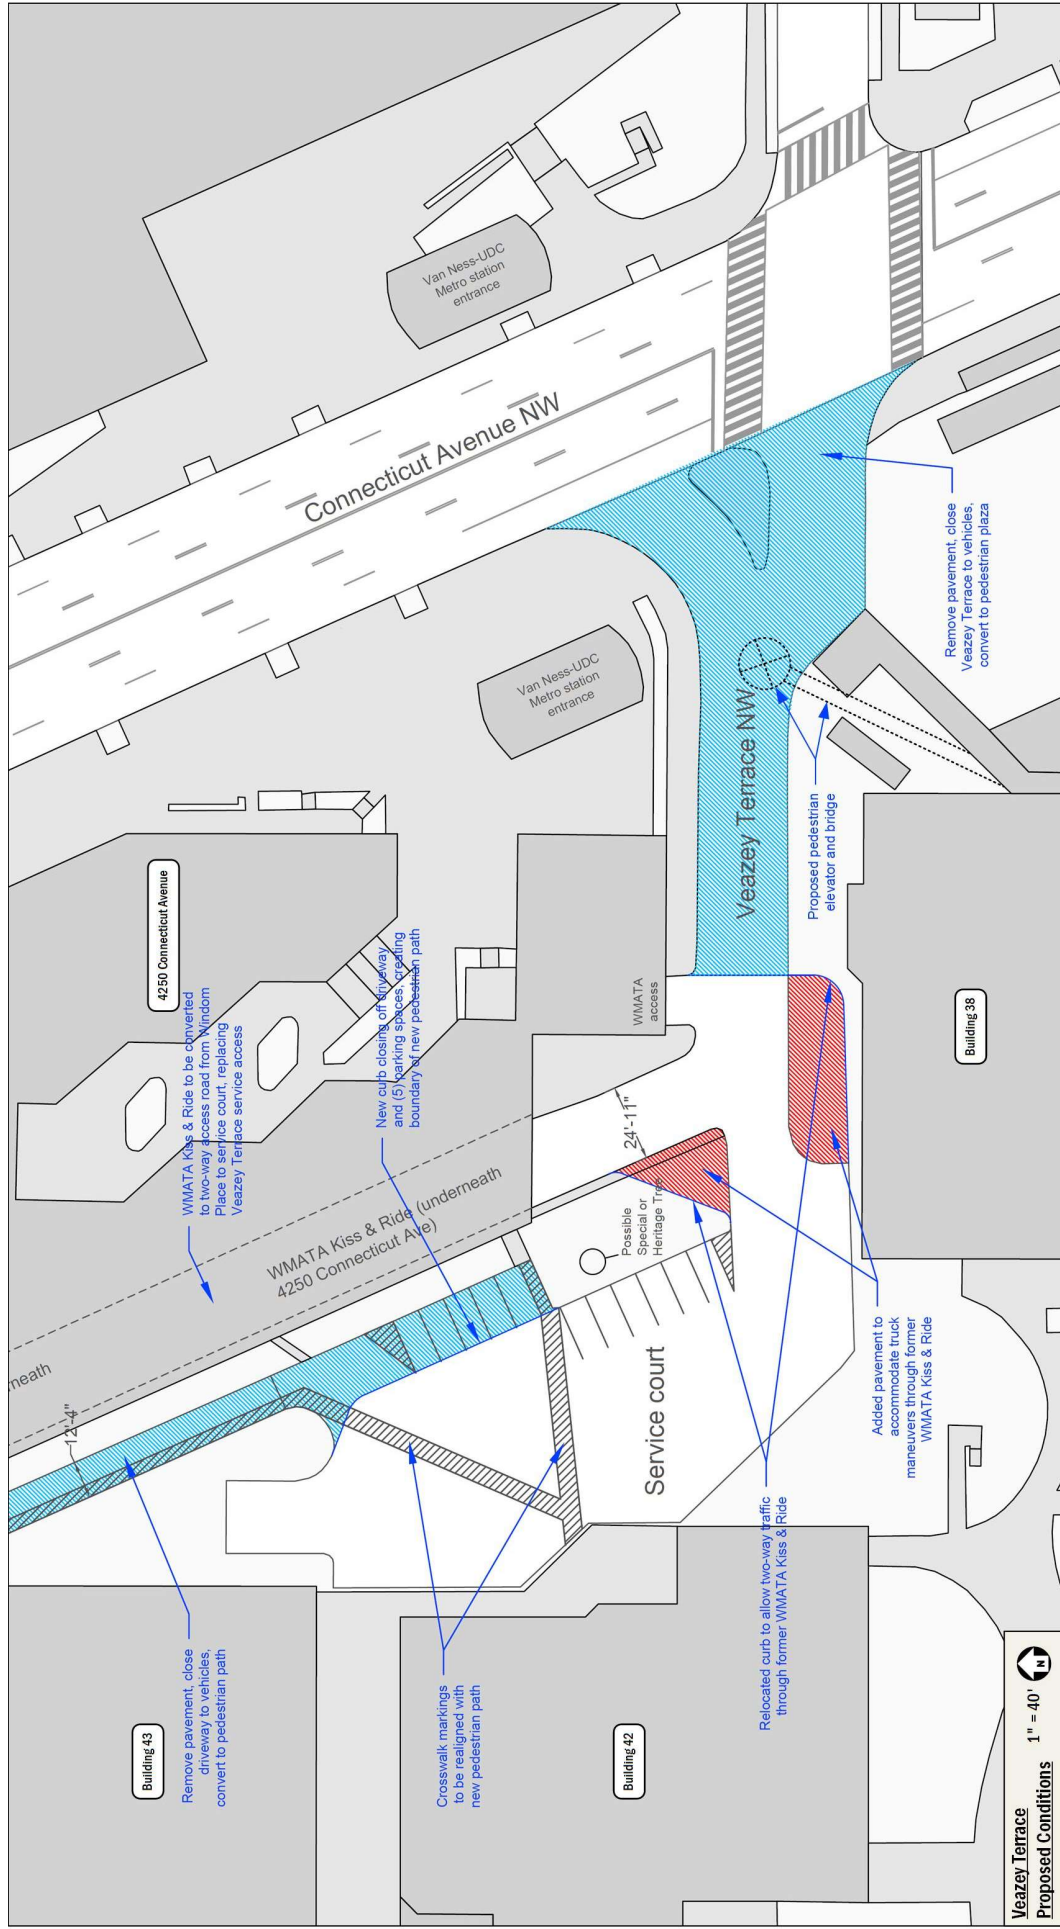 Building 43
Remove pavement, close
driveway to vehicles,
convert to pedestrian path
12'-4"
neath
WMATA Kiss & Ride to be converted
to two-way access road from Windom
Place to service court, replacing
Veazey Terrace service access
4250 Connecticut Avenue
WMATA Kiss & Ride (underneath
4250 Connecticut Ave)
New curb closing off driveway
and (5) parking spaces, creating
boundary of new pedestrian path
Connecticut Avenue NW
Van Ness-UDC
Metro station
entrance
Van Ness-UDC
Metro station
entrance
Crosswalk markings
to be realigned with
new pedestrian path
Building 42
Service court
Possible
Special or
Heritage Tree
24'-11"
WMATA
access
Veazey Terrace NW
Relocated curb to allow two-way traffic
through former WMATA Kiss & Ride
Proposed pedestrian
elevator and bridge
Added pavement to
accommodate truck
maneuvers through former
WMATA Kiss & Ride
Building 38
Remove pavement, close
Veazey Terrace to vehicles,
convert to pedestrian plaza
Veazey Terrace
Proposed Conditions
1" = 40'
N